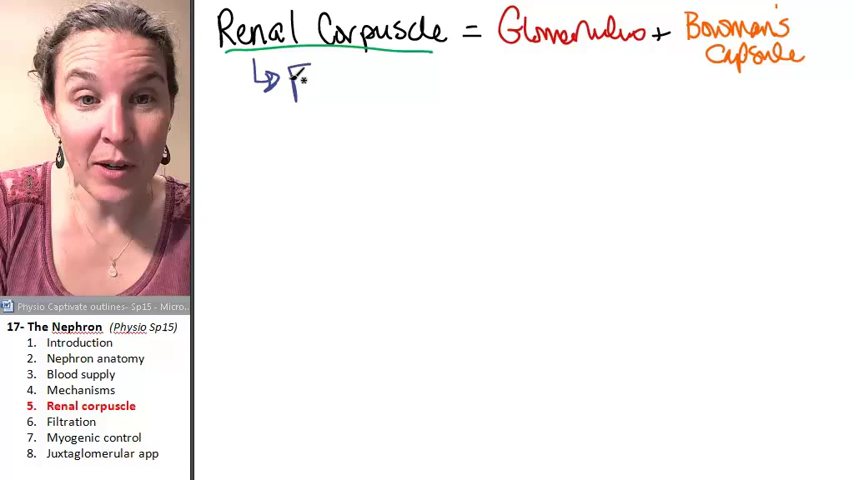 Renal Corpuscle = Glomerulus + Bowman's
Capsule
↳ F
Physio Captivate outlines- Sp15 - Micro...
17- The Nephron (Physio Sp15)
1. Introduction
2. Nephron anatomy
3. Blood supply
4. Mechanisms
5. Renal corpuscle
6. Filtration
7. Myogenic control
8. Juxtaglomerular app